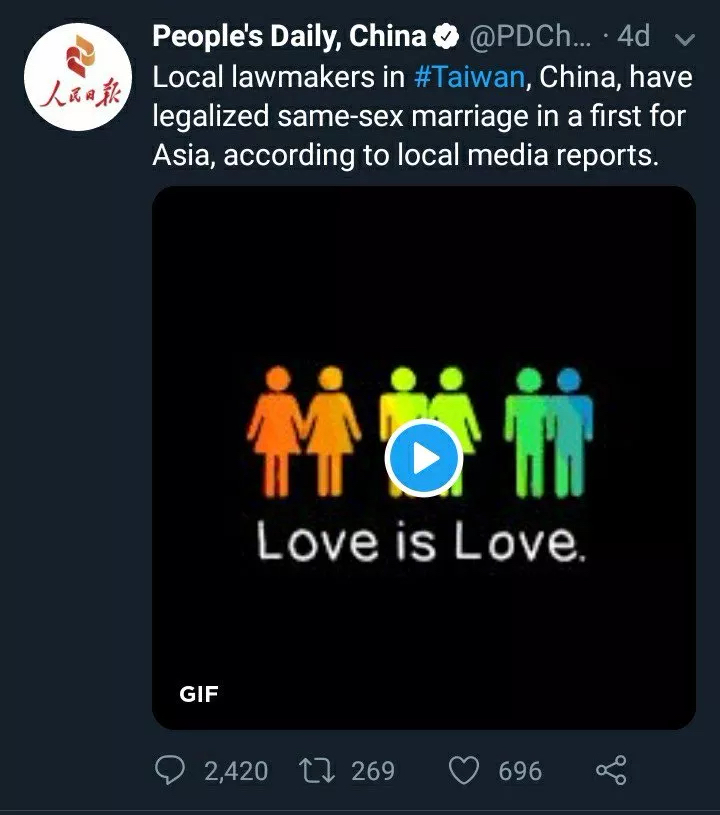 People's Daily, China @PDCh... · 4d
人民日报
Local lawmakers in #Taiwan, China, have
legalized same-sex marriage in a first for
Asia, according to local media reports.
Love is Love.
GIF
2,420 269 696